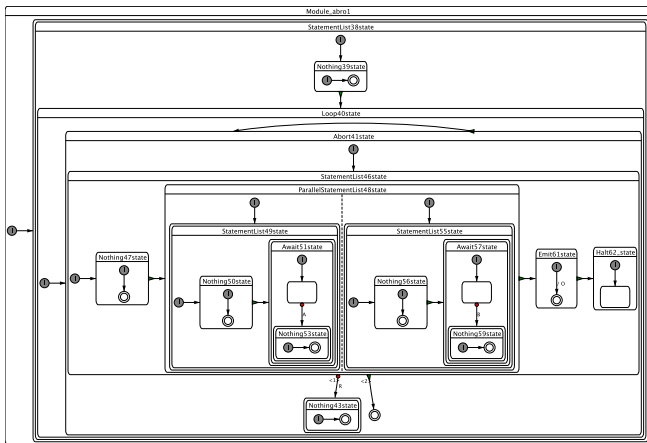 Module_abro1
StatementList38state
I
Nothing39state
I
Loop40state
Abort41state
I
StatementList46state
ParallelStatementList48state
I
I
I
StatementList49state
StatementList55state
Await51state
Await57state
Nothing47state
Emit61state
Halt62_state
I
I
I
I
I
Nothing50state
Nothing56state
I
I
I
I
/ O
I
I
I
I
A
B
Nothing53state
Nothing59state
I
I
<1>
R
<2>
Nothing43state
I